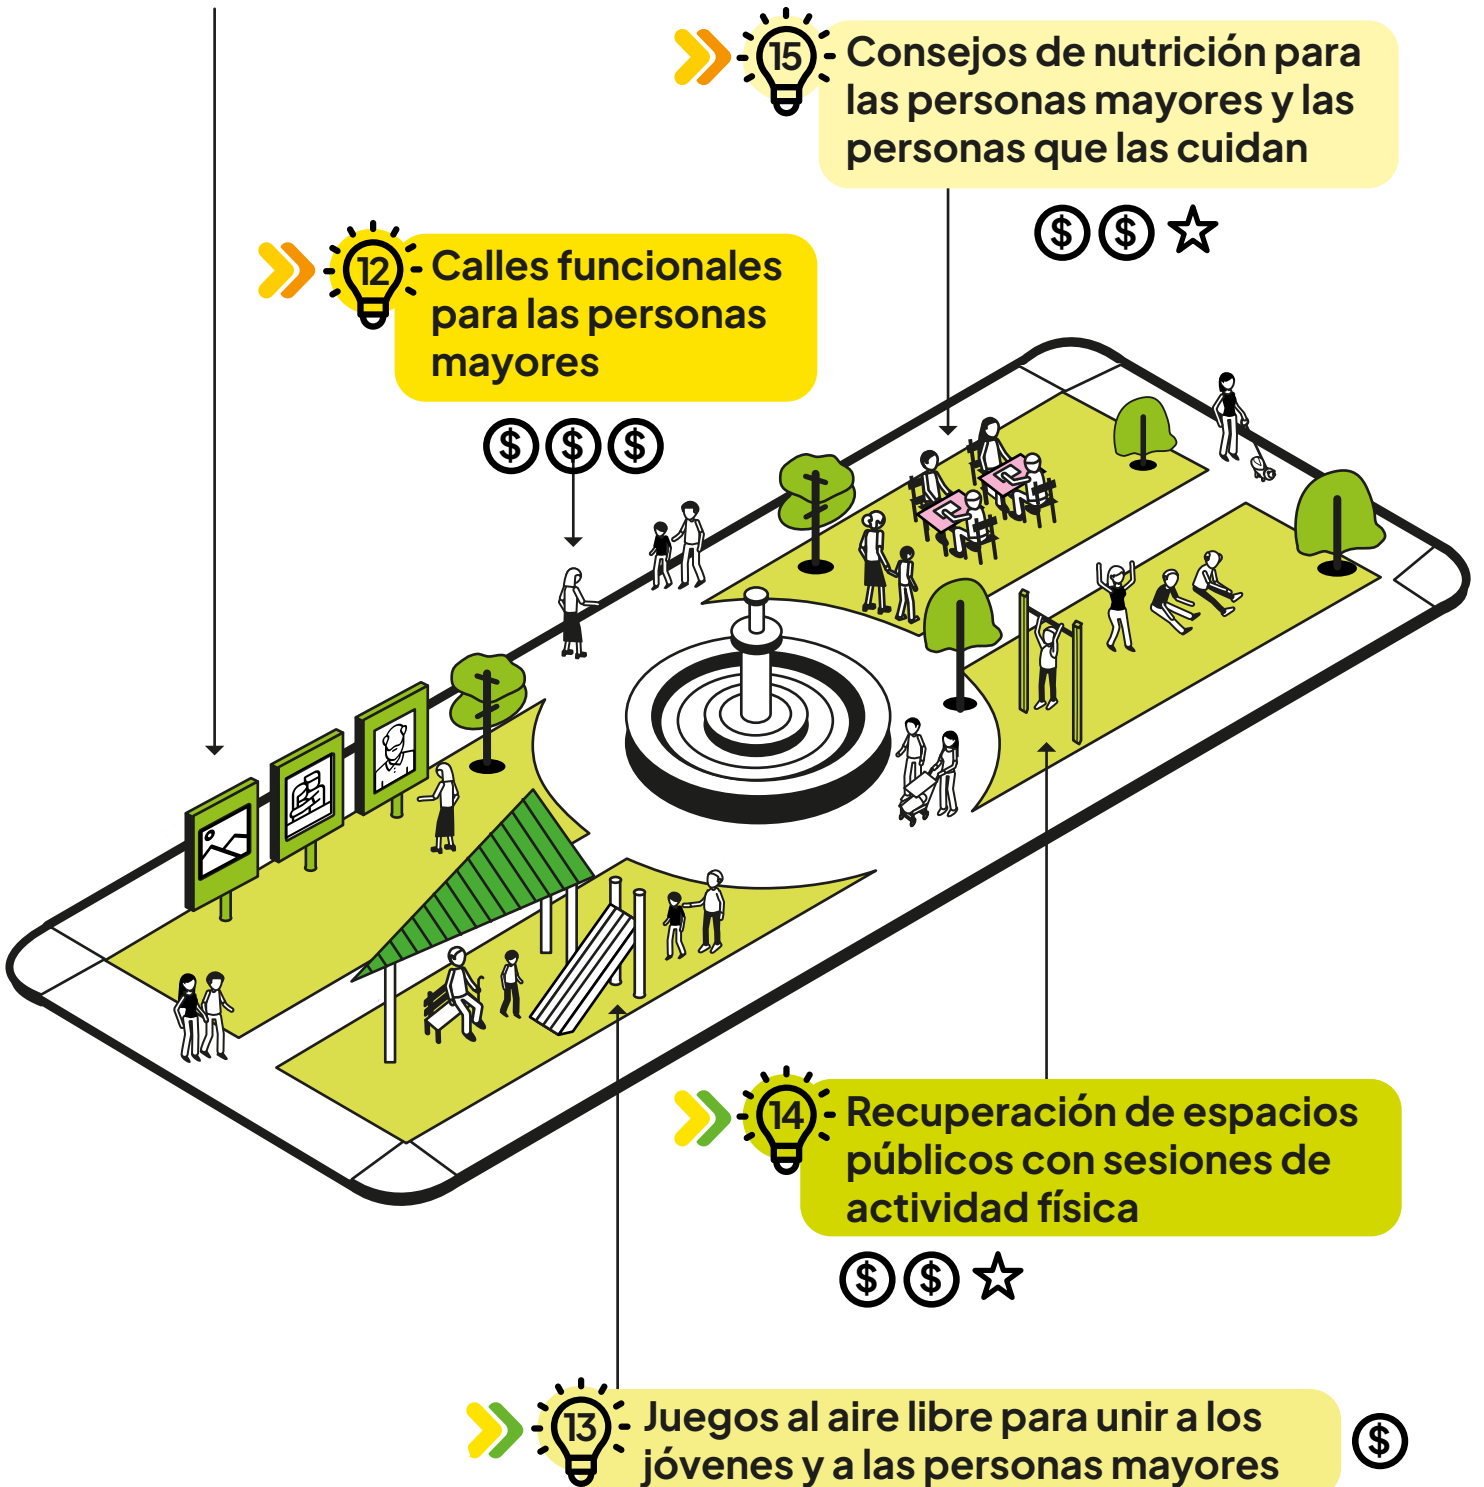 15
Consejos de nutrición para
las personas mayores y las
personas que las cuidan
$ $
12
Calles funcionales
para las personas
mayores
$ $ $
14
Recuperación de espacios
públicos con sesiones de
actividad física
$ $
13
Juegos al aire libre para unir a los
jóvenes y a las personas mayores
$